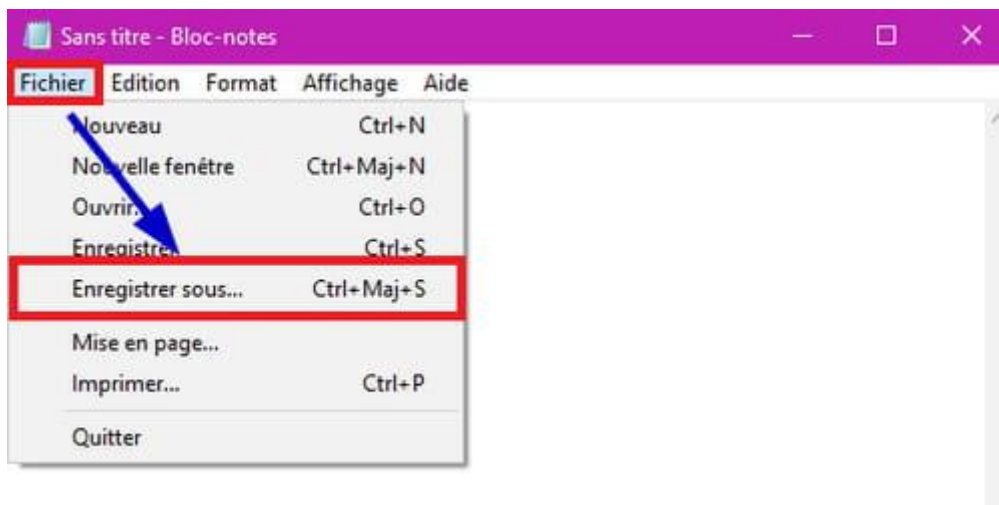 Sans titre - Bloc-notes
Fichier Edition Format Affichage Aide
Nouveau Ctrl+N
Nouvelle fenêtre Ctrl+Maj+N
Ouvrir... Ctrl+O
Enregistrer Ctrl+S
Enregistrer sous... Ctrl+Maj+S
Mise en page...
Imprimer... Ctrl+P
Quitter